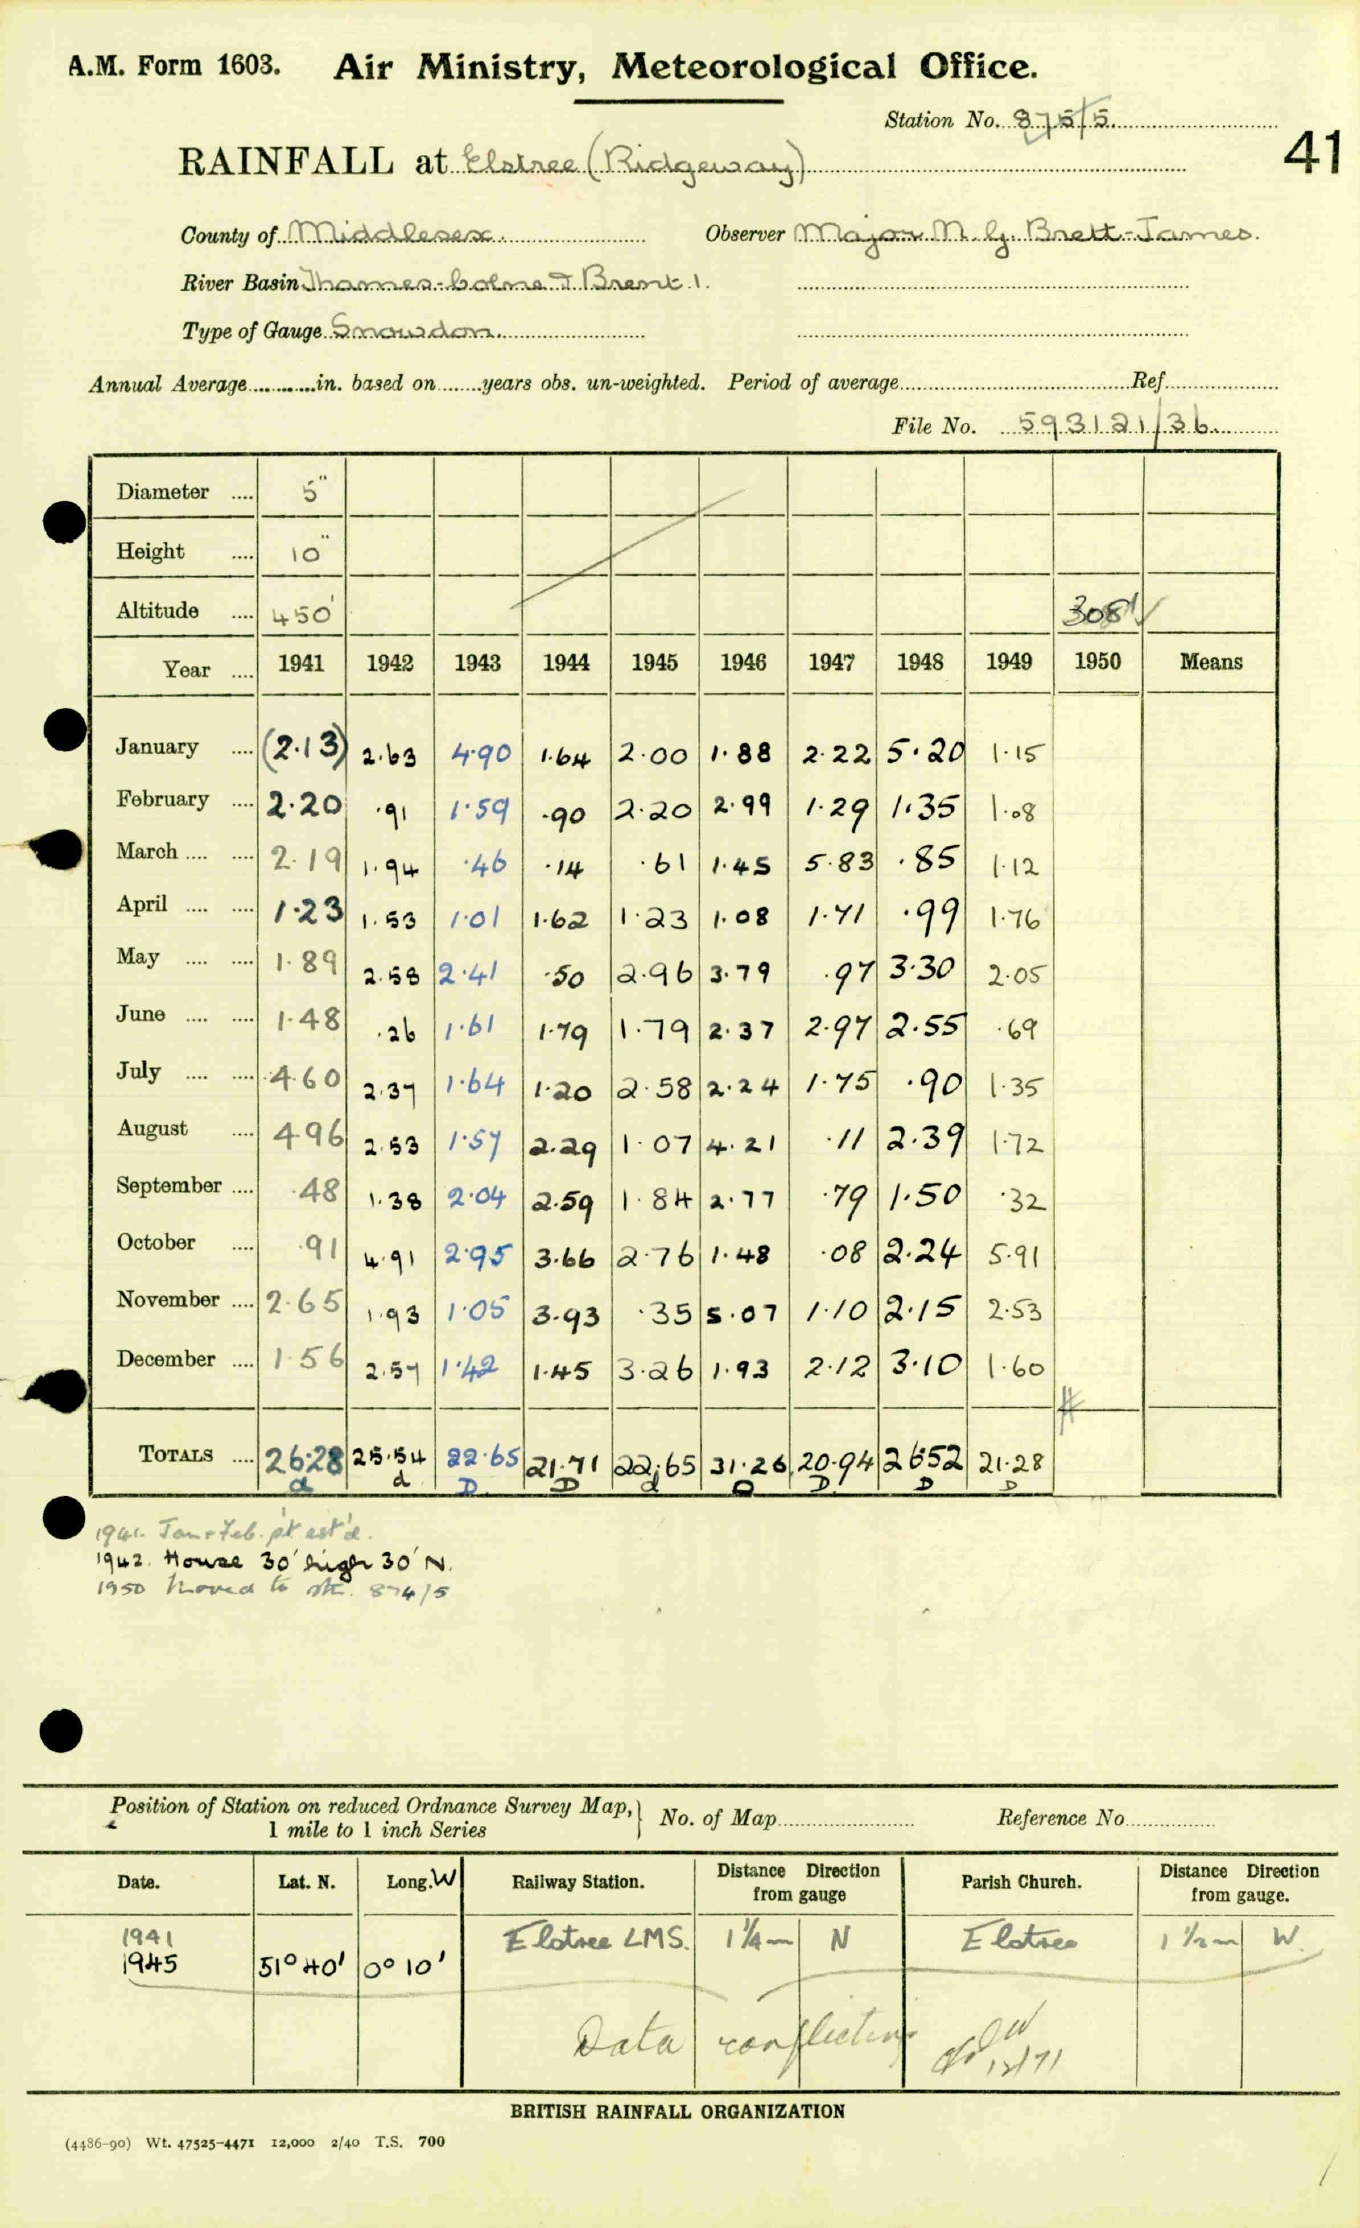 A.M. Form 1603. Air Ministry, Meteorological Office.
Station No. 875/5.
41
RAINFALL at Elstree (Ridgeway)
County of Middlesex. Observer Major N. G. Brett-James.
River Basin Thames-Colne & Brent 1.
Type of Gauge Snowdon.
Annual Average............in. based on........years obs. un-weighted. Period of average........ Ref........
File No. 593121/36.
Diameter .... 5"
Height .... 10"
Altitude .... 450' 308' ✓
Year .... 1941 1942 1943 1944 1945 1946 1947 1948 1949 1950 Means
January .... (2.13) 2.63 4.90 1.64 2.00 1.88 2.22 5.20 1.15
February .... 2.20 .91 1.59 .90 2.20 2.99 1.29 1.35 1.08
March .... .... 2.19 1.94 .46 .14 .61 1.45 5.83 .85 1.12
April .... .... 1.23 1.53 1.01 1.62 1.23 1.08 1.71 .99 1.76
May .... .... 1.89 2.58 2.41 .50 2.96 3.79 .97 3.30 2.05
June .... .... 1.48 .26 1.61 1.79 1.79 2.37 2.97 2.55 .69
July .... .... 4.60 2.37 1.64 1.20 2.58 2.24 1.75 .90 1.35
August .... 4.96 2.53 1.57 2.29 1.07 4.21 .11 2.39 1.72
September .... .48 1.38 2.04 2.59 1.84 2.77 .79 1.50 .32
October .... .91 4.91 2.95 3.66 2.76 1.48 .08 2.24 5.91
November .... 2.65 1.93 1.05 3.93 .35 5.07 1.10 2.15 2.53
December .... 1.56 2.57 1.42 1.45 3.26 1.93 2.12 3.10 1.60
TOTALS .... 26.28 25.54 22.65 21.71 22.65 31.26 20.94 26.52 21.28
d d D D d D D D D
1941. Jan & Feb. p't est'd.
1942. House 30' high 30' N.
1950 Moved to stn. 874/5
Position of Station on reduced Ordnance Survey Map, 1 mile to 1 inch Series } No. of Map........ Reference No........
Date. Lat. N. Long. W Railway Station. Distance from gauge Direction Parish Church. Distance from gauge. Direction
1941 Elstree LMS. 1 1/4 m N Elstree 1 1/2 m W.
1945 51° 40' 0° 10'
Data conflicting
12/71
BRITISH RAINFALL ORGANIZATION
(4486-90) Wt. 47525-4471 12,000 2/40 T.S. 700